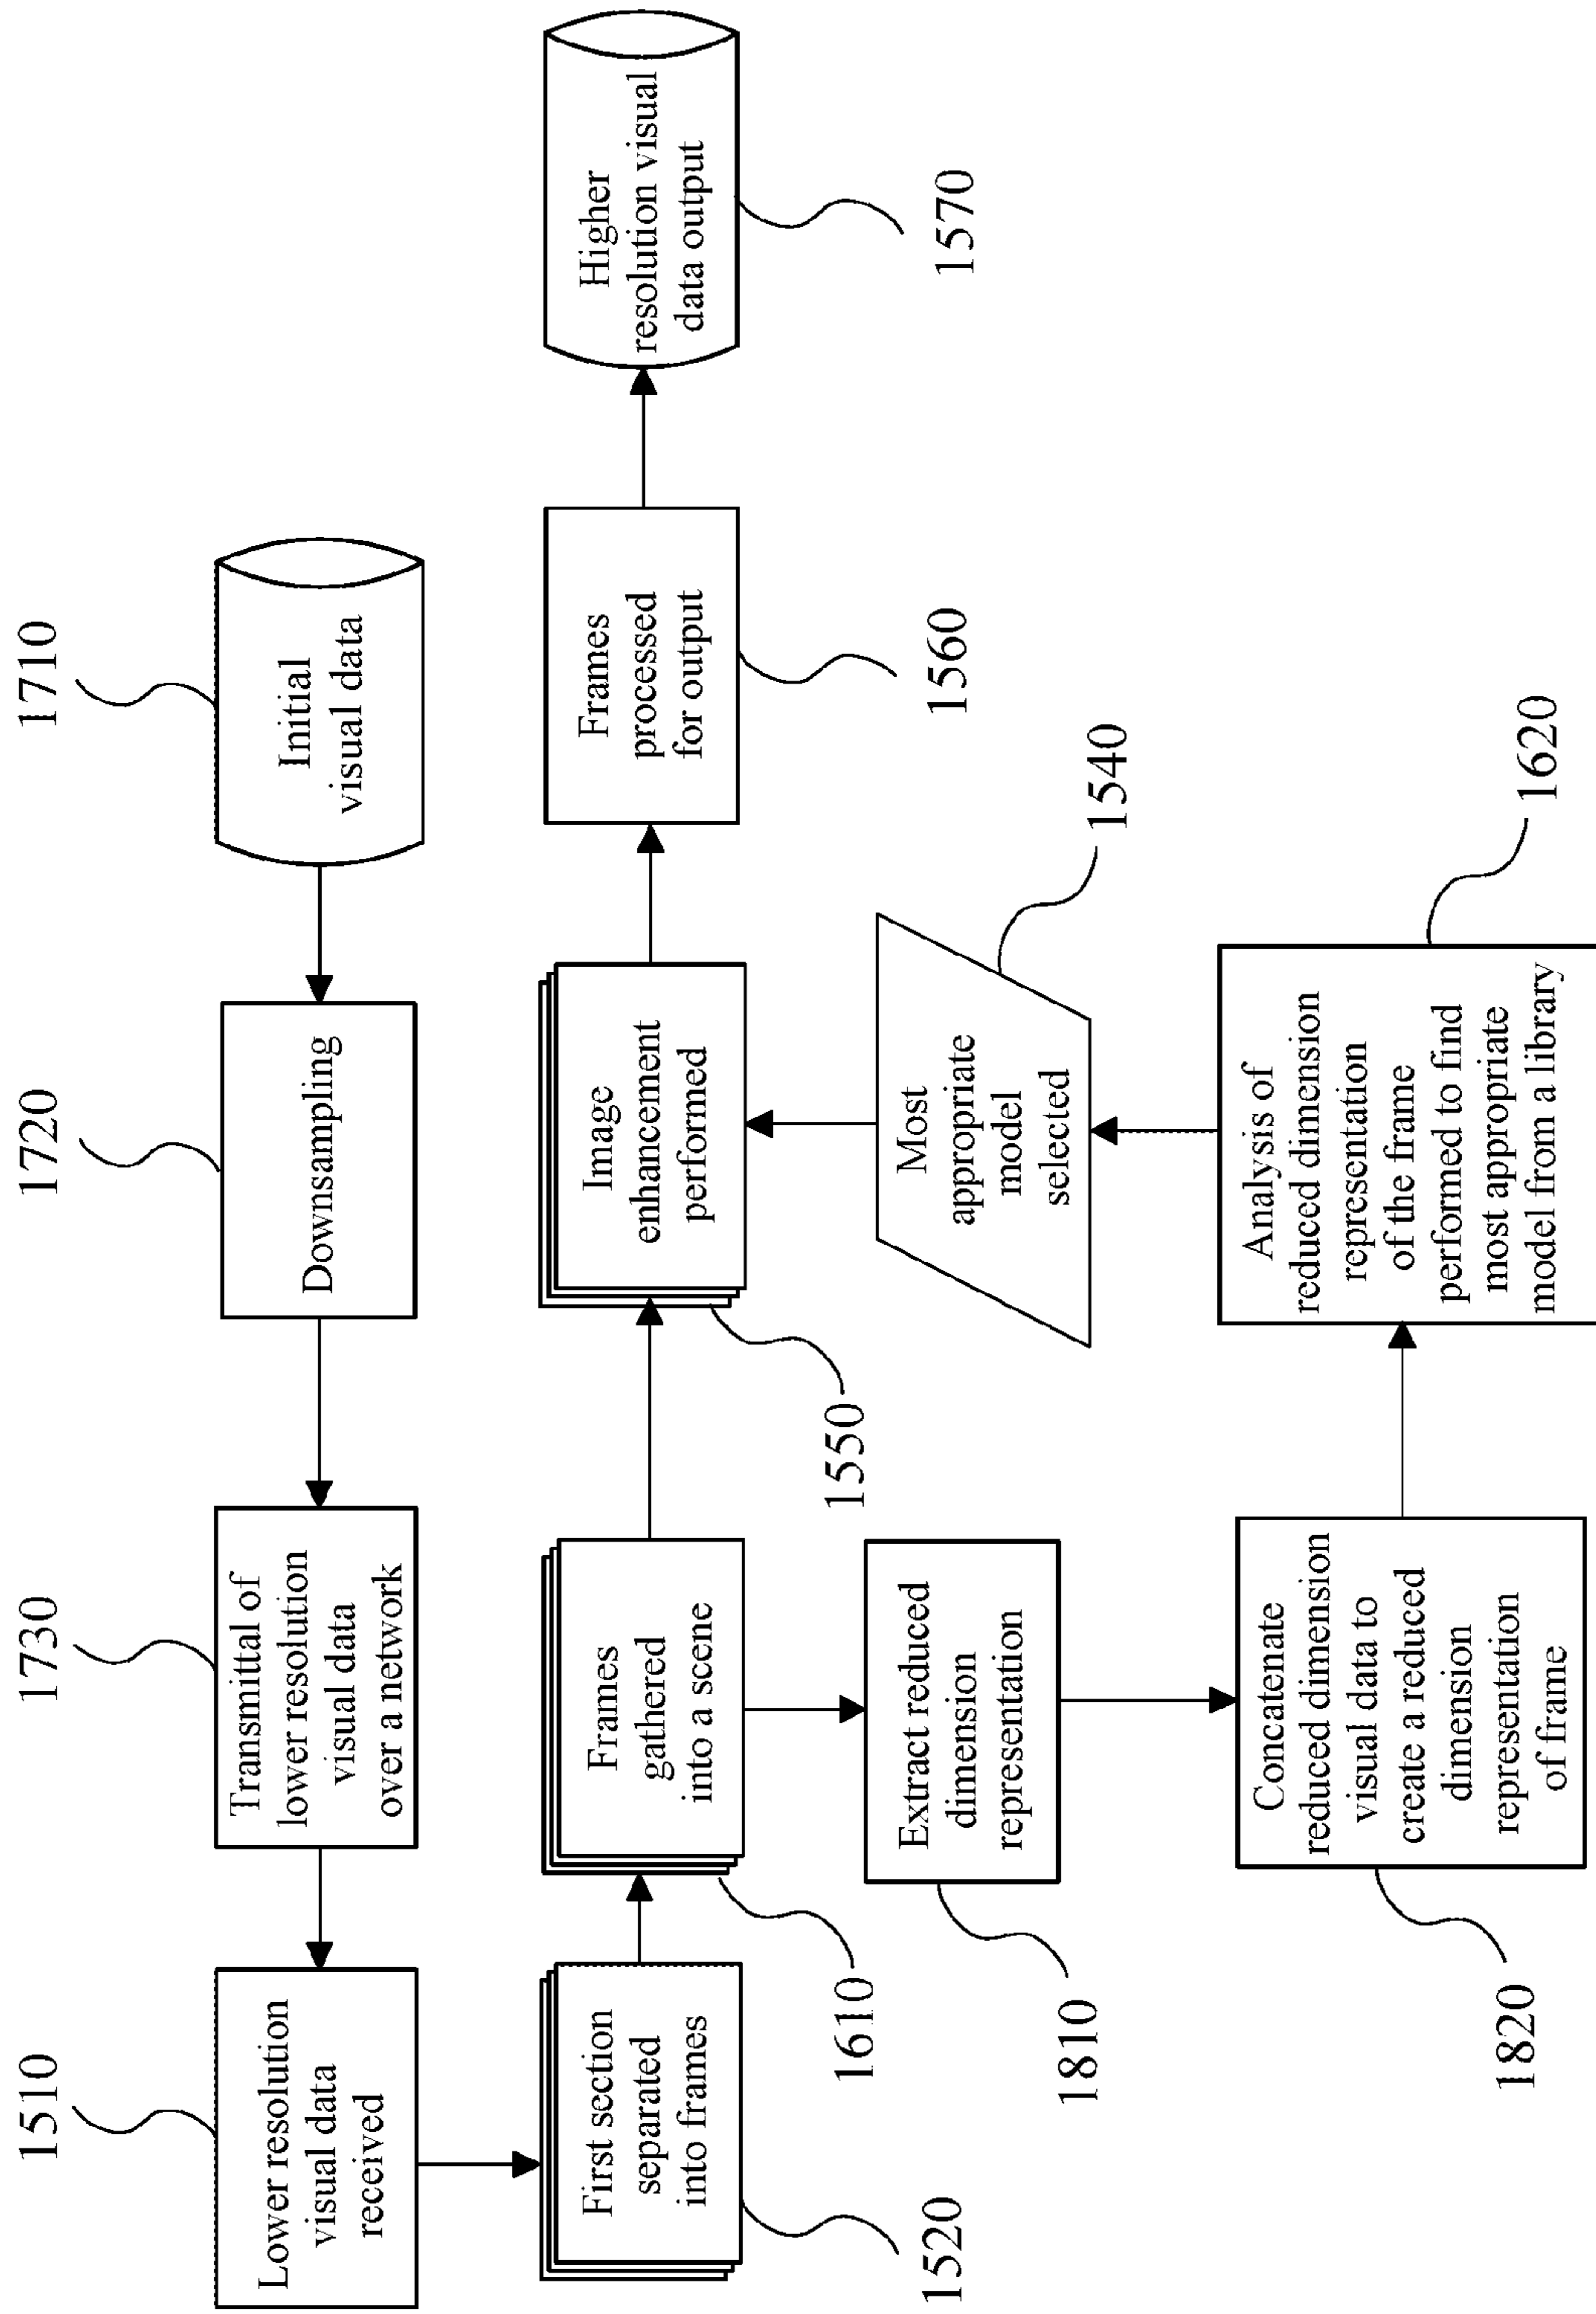 1510
1730
1720
1710
Lower resolution
visual data
received
Transmittal of
lower resolution
visual data
over a network
Downsampling
Initial
visual data
First section
separated
into frames
Frames
gathered
into a scene
Image
enhancement
performed
Frames
processed
for output
Higher
resolution visual
data output
1520
1610
1550
1560
1570
Extract reduced
dimension
representation
Most
appropriate
model
selected
1810
1540
Concatenate
reduced dimension
visual data to
create a reduced
dimension
representation
of frame
Analysis of
reduced dimension
representation
of the frame
performed to find
most appropriate
model from a library
1820
1620